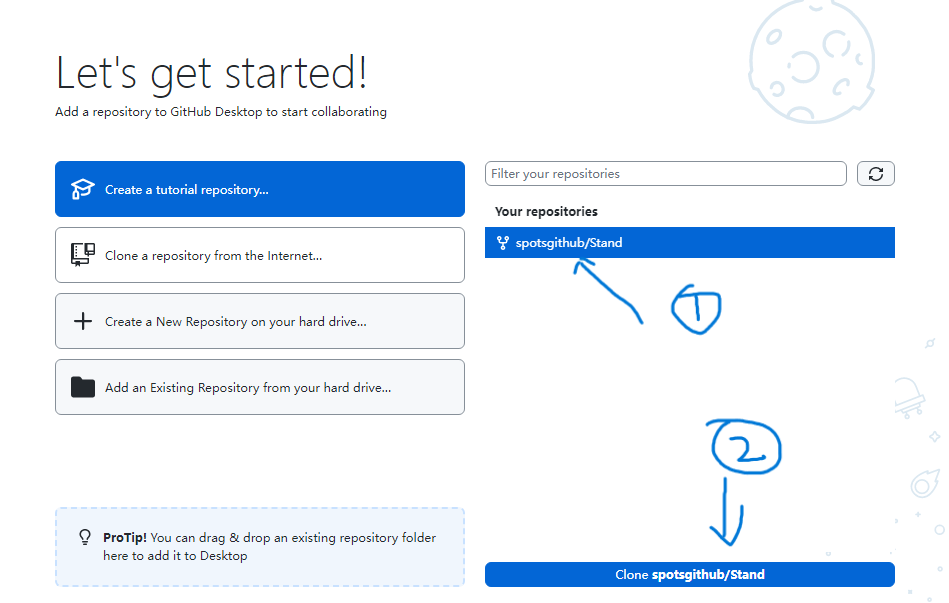 Let's get started!
Add a repository to GitHub Desktop to start collaborating
Create a tutorial repository...
Clone a repository from the Internet...
Create a New Repository on your hard drive...
Add an Existing Repository from your hard drive...
ProTip! You can drag & drop an existing repository folder
here to add it to Desktop
Filter your repositories
Your repositories
spotsgithub/Stand
1
2
Clone spotsgithub/Stand